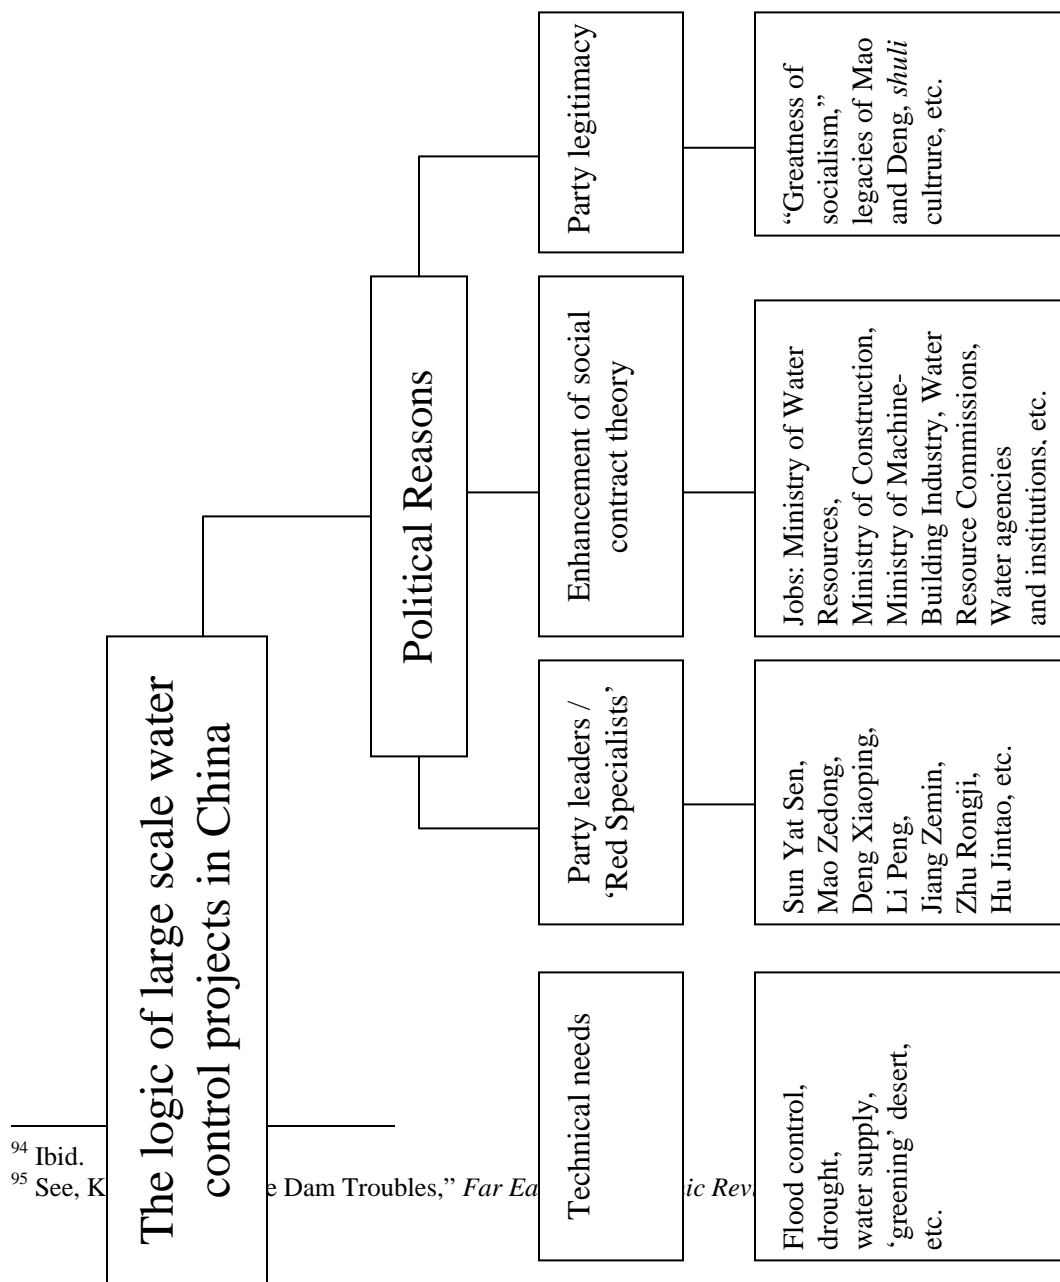 The logic of large scale water
control projects in China
Political Reasons
Technical needs
Party leaders /
‘Red Specialists’
Enhancement of social
contract theory
Party legitimacy
Flood control,
drought,
water supply,
‘greening’ desert,
etc.
Sun Yat Sen,
Mao Zedong,
Deng Xiaoping,
Li Peng,
Jiang Zemin,
Zhu Rongji,
Hu Jintao, etc.
Jobs: Ministry of Water
Resources,
Ministry of Construction,
Ministry of Machine-
Building Industry, Water
Resource Commissions,
Water agencies
and institutions, etc.
“Greatness of
socialism,”
legacies of Mao
and Deng, shuli
cultrure, etc.
94 Ibid.
95 See, Dam Troubles,” Far